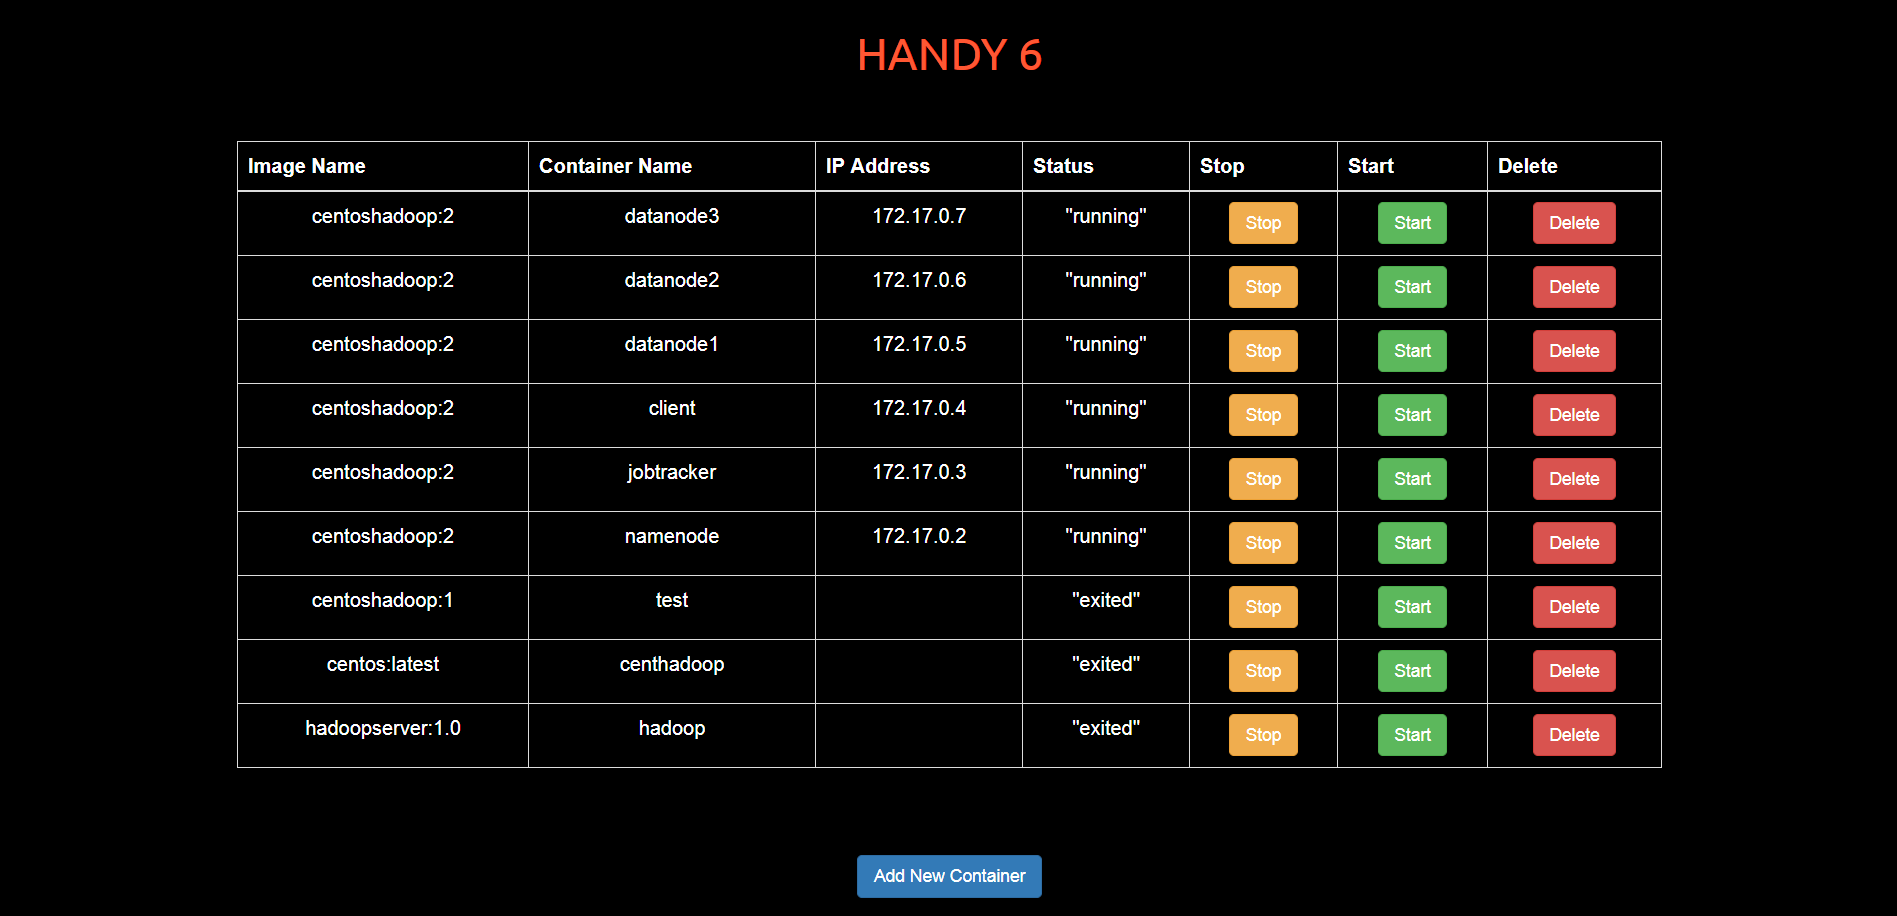 HANDY 6
Image Name Container Name IP Address Status Stop Start Delete
centoshadoop:2 datanode3 172.17.0.7 "running" Stop Start Delete
centoshadoop:2 datanode2 172.17.0.6 "running" Stop Start Delete
centoshadoop:2 datanode1 172.17.0.5 "running" Stop Start Delete
centoshadoop:2 client 172.17.0.4 "running" Stop Start Delete
centoshadoop:2 jobtracker 172.17.0.3 "running" Stop Start Delete
centoshadoop:2 namenode 172.17.0.2 "running" Stop Start Delete
centoshadoop:1 test "exited" Stop Start Delete
centos:latest centhadoop "exited" Stop Start Delete
hadoopserver:1.0 hadoop "exited" Stop Start Delete
Add New Container